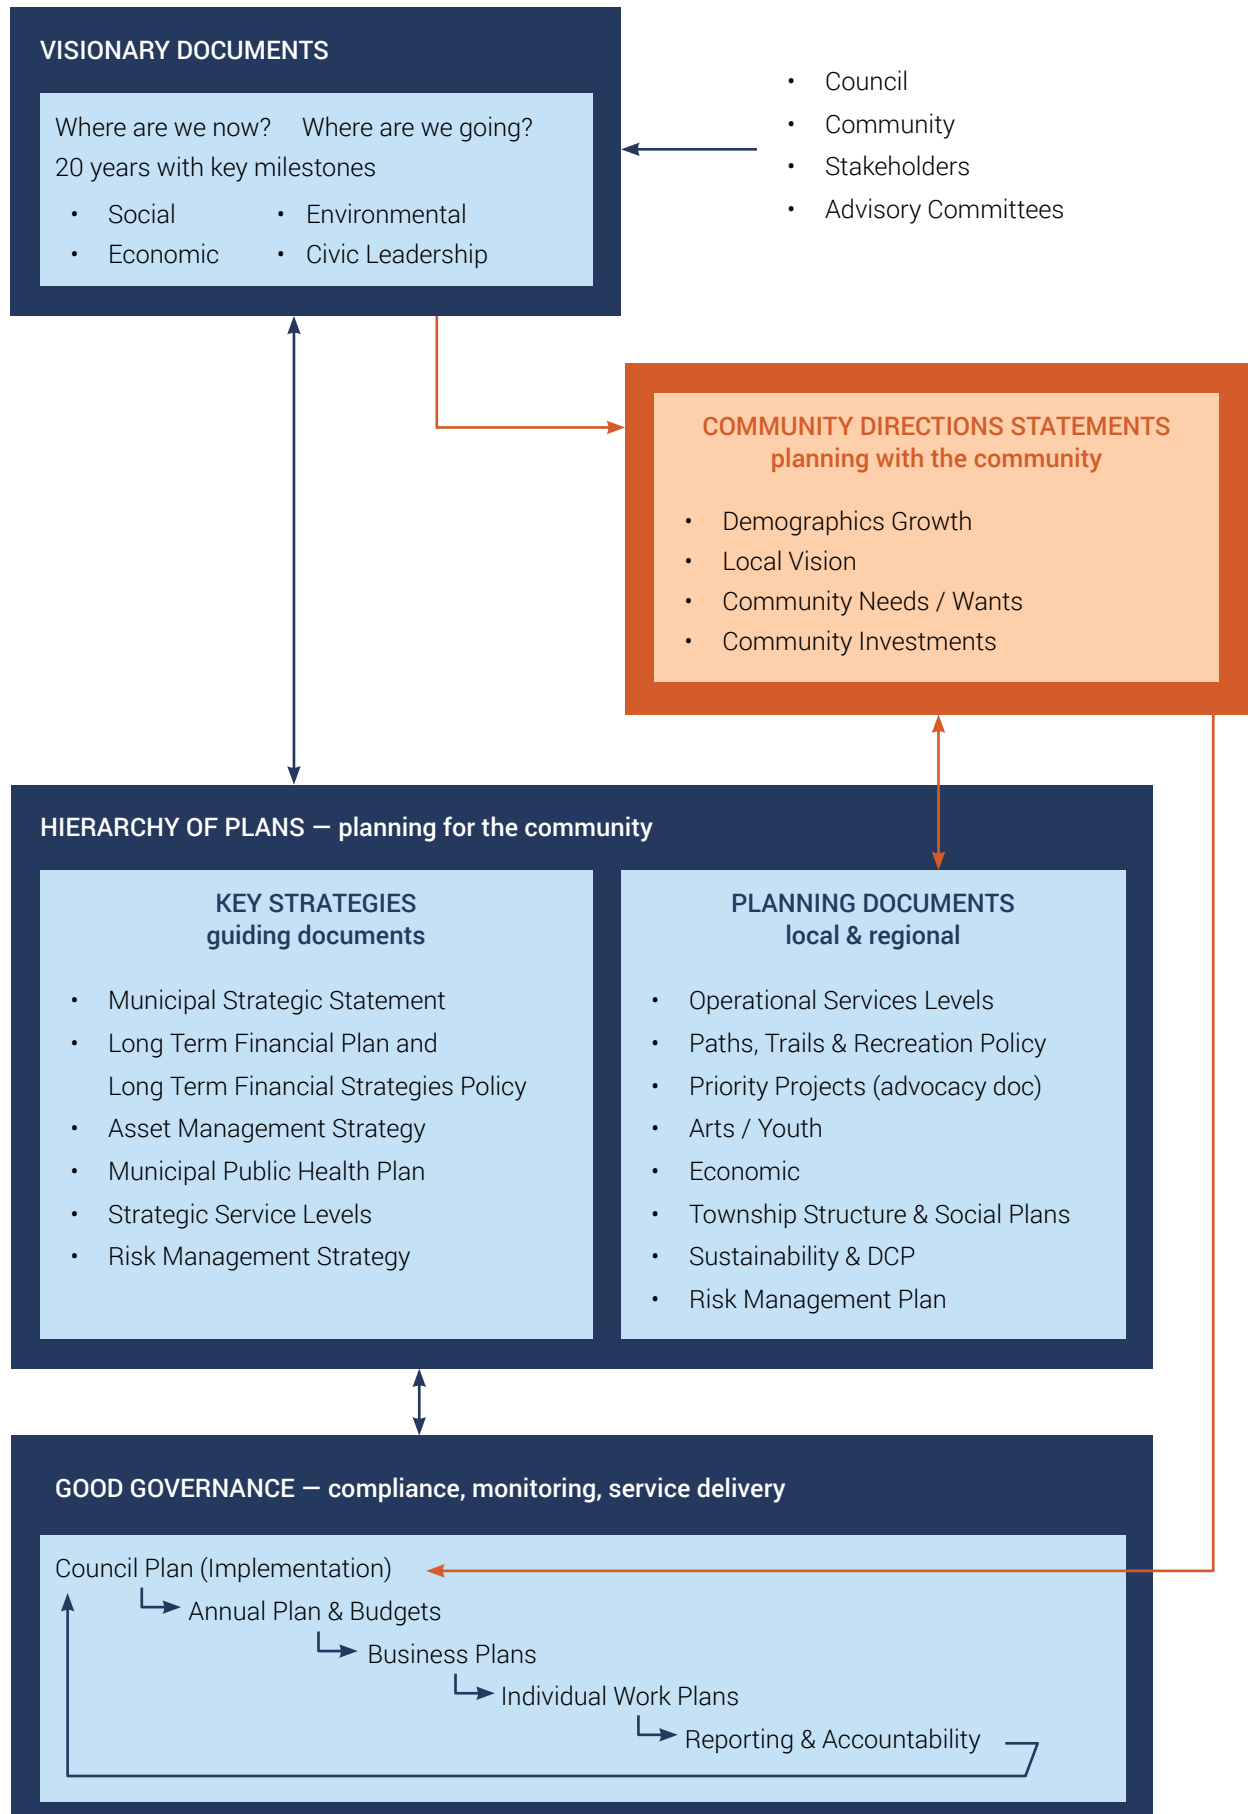 VISIONARY DOCUMENTS
Where are we now? Where are we going?
20 years with key milestones
• Social
• Economic
• Environmental
• Civic Leadership
• Council
• Community
• Stakeholders
• Advisory Committees
COMMUNITY DIRECTIONS STATEMENTS
planning with the community
• Demographics Growth
• Local Vision
• Community Needs / Wants
• Community Investments
HIERARCHY OF PLANS — planning for the community
KEY STRATEGIES
guiding documents
• Municipal Strategic Statement
• Long Term Financial Plan and
Long Term Financial Strategies Policy
• Asset Management Strategy
• Municipal Public Health Plan
• Strategic Service Levels
• Risk Management Strategy
PLANNING DOCUMENTS
local & regional
• Operational Services Levels
• Paths, Trails & Recreation Policy
• Priority Projects (advocacy doc)
• Arts / Youth
• Economic
• Township Structure & Social Plans
• Sustainability & DCP
• Risk Management Plan
GOOD GOVERNANCE — compliance, monitoring, service delivery
Council Plan (Implementation)
Annual Plan & Budgets
Business Plans
Individual Work Plans
Reporting & Accountability